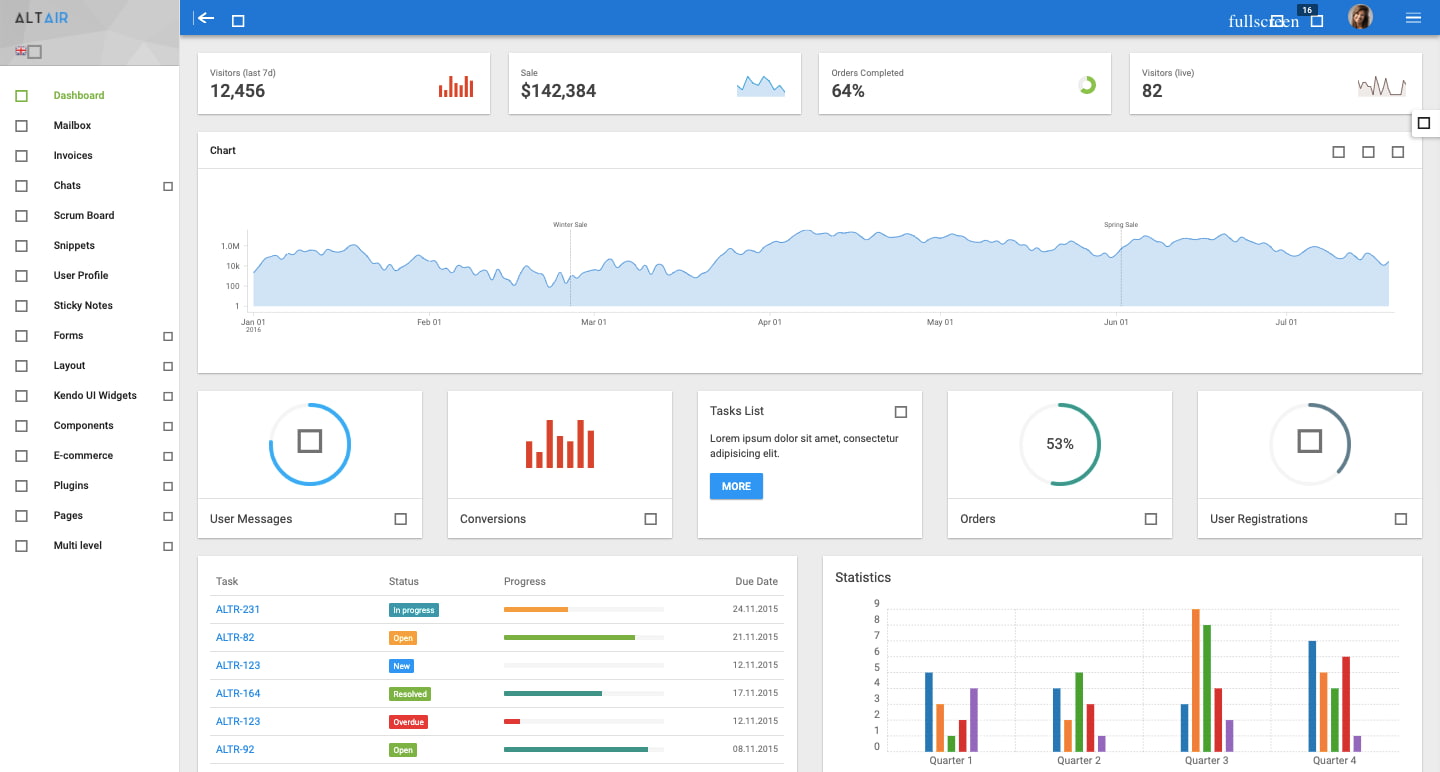 ALTAIR
fullscreen
16
Dashboard
Mailbox
Invoices
Chats
Scrum Board
Snippets
User Profile
Sticky Notes
Forms
Layout
Kendo UI Widgets
Components
E-commerce
Plugins
Pages
Multi level
Visitors (last 7d)
12,456
Sale
$142,384
Orders Completed
64%
Visitors (live)
82
Chart
Winter Sale
Spring Sale
1.0M
10k
100
1
Jan 01 Feb 01 Mar 01 Apr 01 May 01 Jun 01 Jul 01
2016
User Messages
Conversions
Tasks List
Lorem ipsum dolor sit amet, consectetur
adipisicing elit.
MORE
53%
Orders
User Registrations
Task Status Progress Due Date
ALTR-231 In progress 24.11.2015
ALTR-82 Open 21.11.2015
ALTR-123 New 12.11.2015
ALTR-164 Resolved 17.11.2015
ALTR-123 Overdue 12.11.2015
ALTR-92 Open 08.11.2015
Statistics
9
8
7
6
5
4
3
2
1
0
Quarter 1 Quarter 2 Quarter 3 Quarter 4